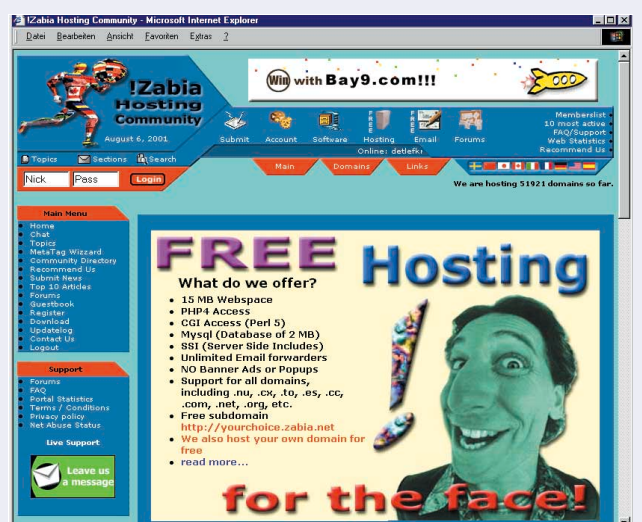 !Zabia Hosting Community - Microsoft Internet Explorer
Datei Bearbeiten Ansicht Favoriten Extras ?
!Zabia
Hosting
Community
August 6, 2001
Win with Bay9.com!!!
Submit Account Software Hosting Email Forums
FREE FREE
Memberslist
10 most active
FAQ/Support
Web Statistics
Recommend Us
Online: detlefk
Topics Sections Search
Main Domains Links
Nick Pass Login
We are hosting 51921 domains so far.
Main Menu
Home
Chat
Topics
MetaTag Wizzard
Community Directory
Recommend Us
Submit News
Top 10 Articles
Forums
Guestbook
Register
Download
Updatelog
Contact Us
Logout
Support
Forums
FAQ
Portal Statistics
Terms / Conditions
Privacy policy
Net Abuse Status
Live Support
Leave us
a message
FREE Hosting
What do we offer?
15 MB Webspace
PHP4 Access
CGI Access (Perl 5)
Mysql (Database of 2 MB)
SSI (Server Side Includes)
Unlimited Email forwarders
NO Banner Ads or Popups
Support for all domains,
including .nu, .cx, .to, .es, .cc,
.com, .net, .org, etc.
Free subdomain
http://yourchoice.zabia.net
We also host your own domain for
free
read more...
!
for the face!